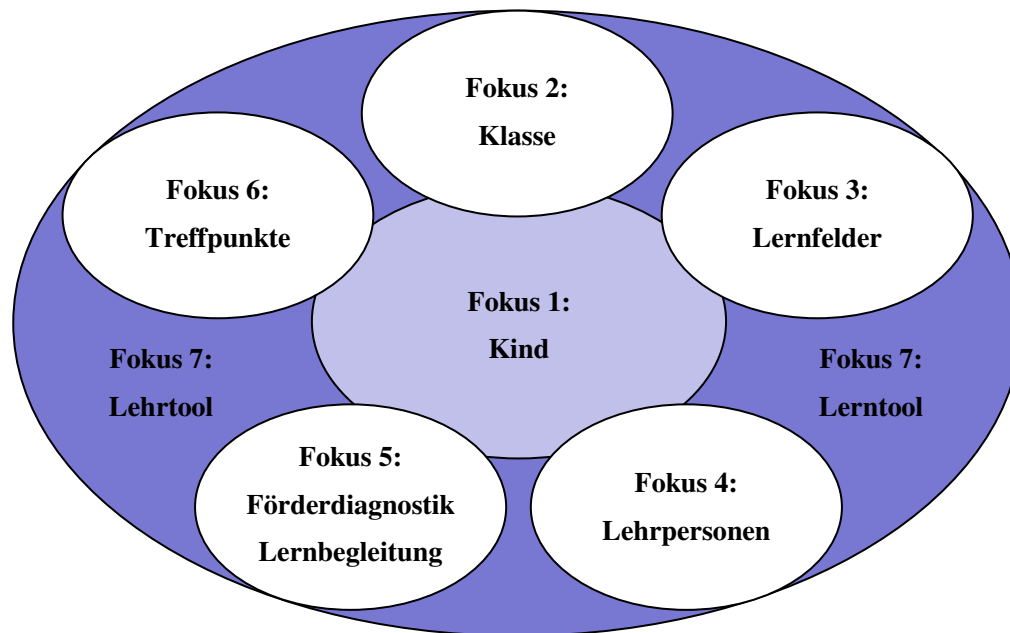 Fokus 2:
Klasse
Fokus 6:
Treffpunkte
Fokus 3:
Lernfelder
Fokus 1:
Kind
Fokus 7:
Lehrtool
Fokus 7:
Lerntool
Fokus 5:
Förderdiagnostik
Lernbegleitung
Fokus 4:
Lehrpersonen